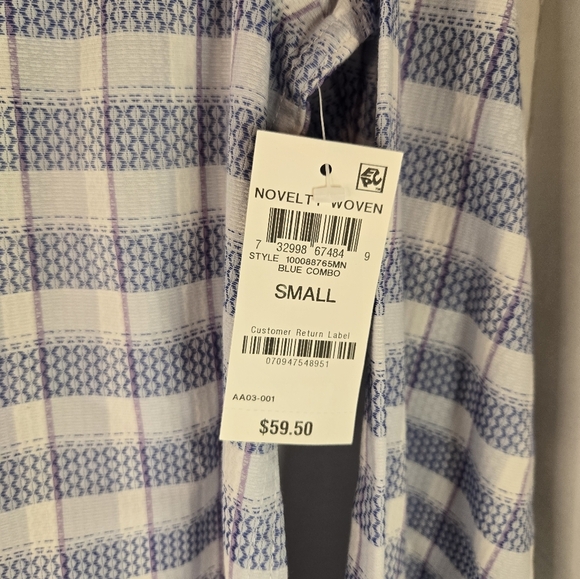 NOVELTY WOVEN
7 32998 67484 9
STYLE 100088765MN
BLUE COMBO
SMALL
Customer Return Label
070947548951
AA03-001
$59.50